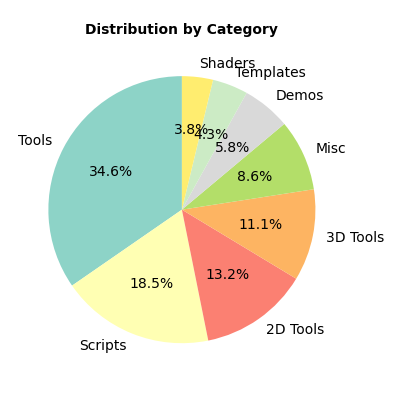 Distribution by Category
Shaders
Templates
Demos
Misc
3D Tools
2D Tools
Scripts
Tools
3.8%
4.3%
5.8%
8.6%
11.1%
13.2%
18.5%
34.6%